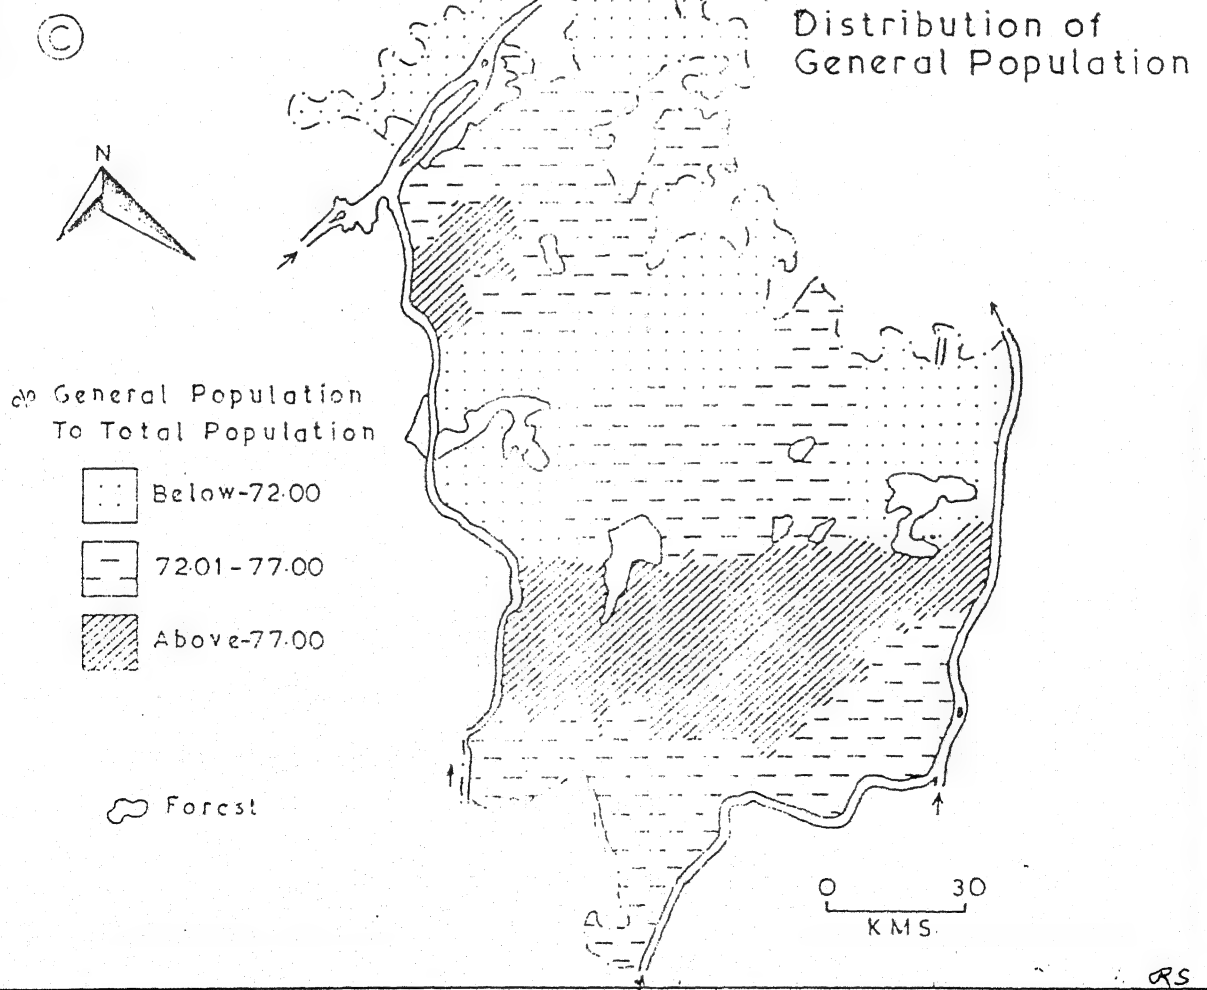 ©
Distribution of
General Population
N
% General Population
To Total Population
Below-72·00
72·01-77·00
Above-77·00
Forest
0 30
KMS.
RS